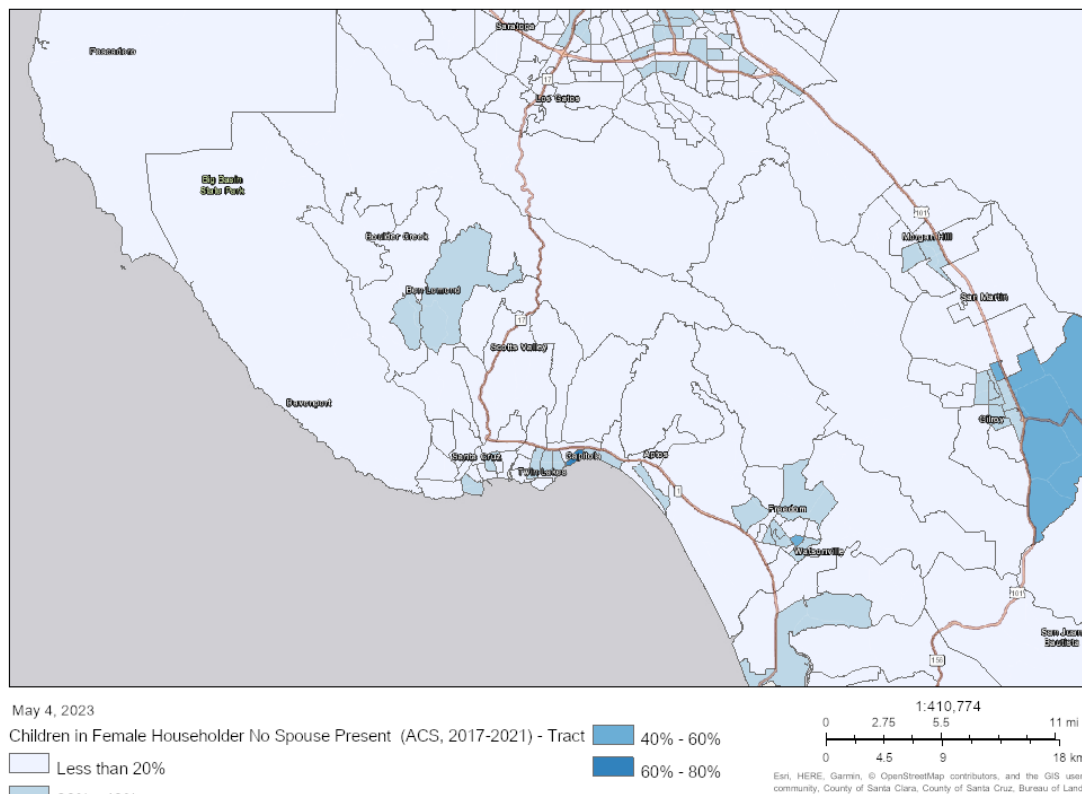 Saratoga
Pescadero
17
Los Gatos
Big Basin
State Park
101
Boulder Creek
Morgan Hill
Ben Lomond
San Martin
17
Scotts Valley
Davenport
Gilroy
Santa Cruz
Capitola
Aptos
Twin Lakes
1
Freedom
Watsonville
101
San Juan
Bautista
156
May 4, 2023
Children in Female Householder No Spouse Present (ACS, 2017-2021) - Tract
Less than 20%
40% - 60%
60% - 80%
1:410,774
0 2.75 5.5 11 mi
0 4.5 9 18 km
Esri, HERE, Garmin, © OpenStreetMap contributors, and the GIS user
community, County of Santa Clara, County of Santa Cruz, Bureau of Land